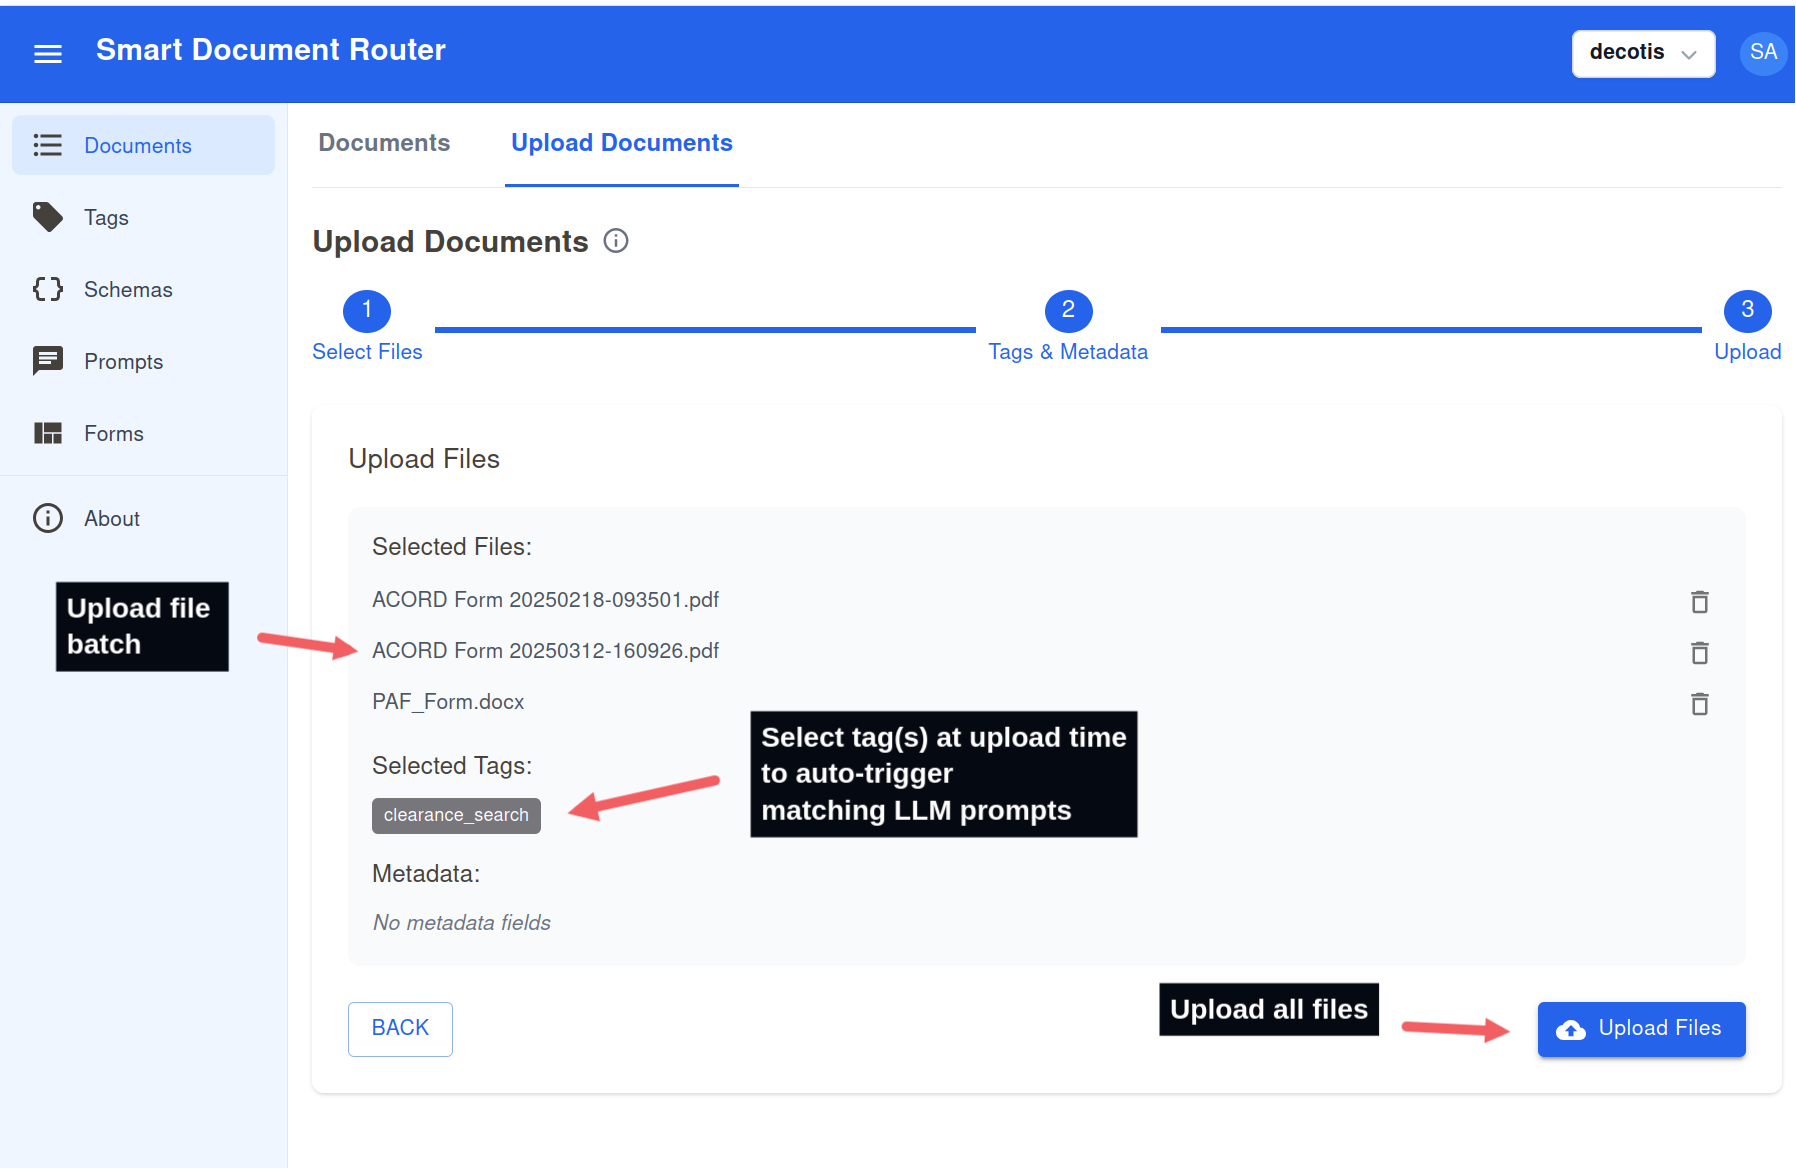 Smart Document Router
decotis
SA
Documents
Tags
Schemas
Prompts
Forms
About
Documents
Upload Documents
Upload Documents
1
Select Files
2
Tags & Metadata
3
Upload
Upload Files
Selected Files:
ACORD Form 20250218-093501.pdf
Upload file
batch
ACORD Form 20250312-160926.pdf
PAF_Form.docx
Select tag(s) at upload time
to auto-trigger
matching LLM prompts
Selected Tags:
clearance_search
Metadata:
No metadata fields
BACK
Upload all files
Upload Files